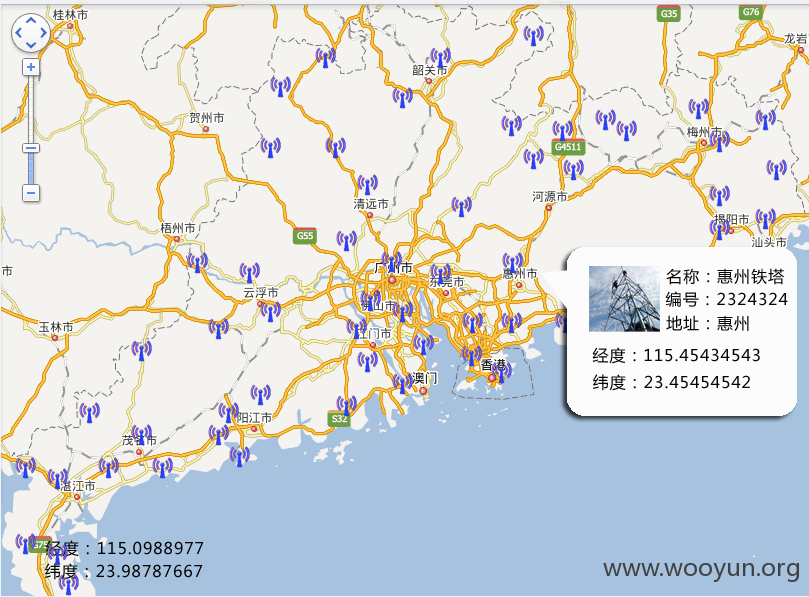 桂林市
G35
G76
龙岩
韶关市
贺州市
梅州市
G4511
清远市
河源市
梧州市
揭阳市
G55
汕头市
市
广州市
惠州市
东莞市
云浮市
佛山市
玉林市
江门市
香港
澳门
S32
阳江市
茂名市
湛江市
名称：惠州铁塔
编号：2324324
地址：惠州
经度：115.45434543
纬度：23.45454542
经度：115.0988977
纬度：23.98787667
www.wooyun.org